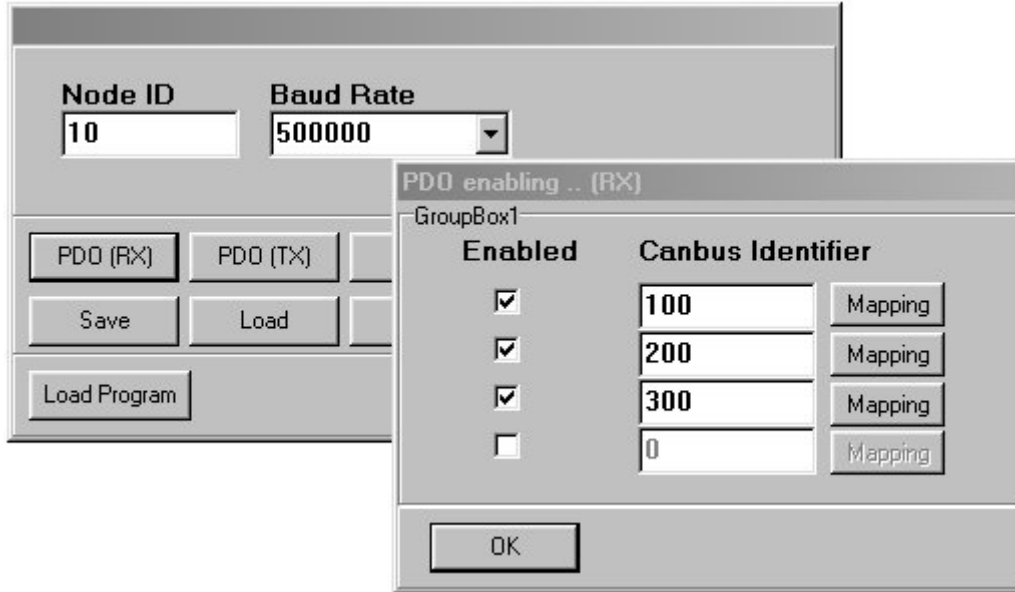 Node ID
Baud Rate
10
500000
PDO (RX)
PDO (TX)
Save
Load
Load Program
PDO enabling .. (RX)
GroupBox1
Enabled
Canbus Identifier
100
Mapping
200
Mapping
300
Mapping
0
Mapping
OK